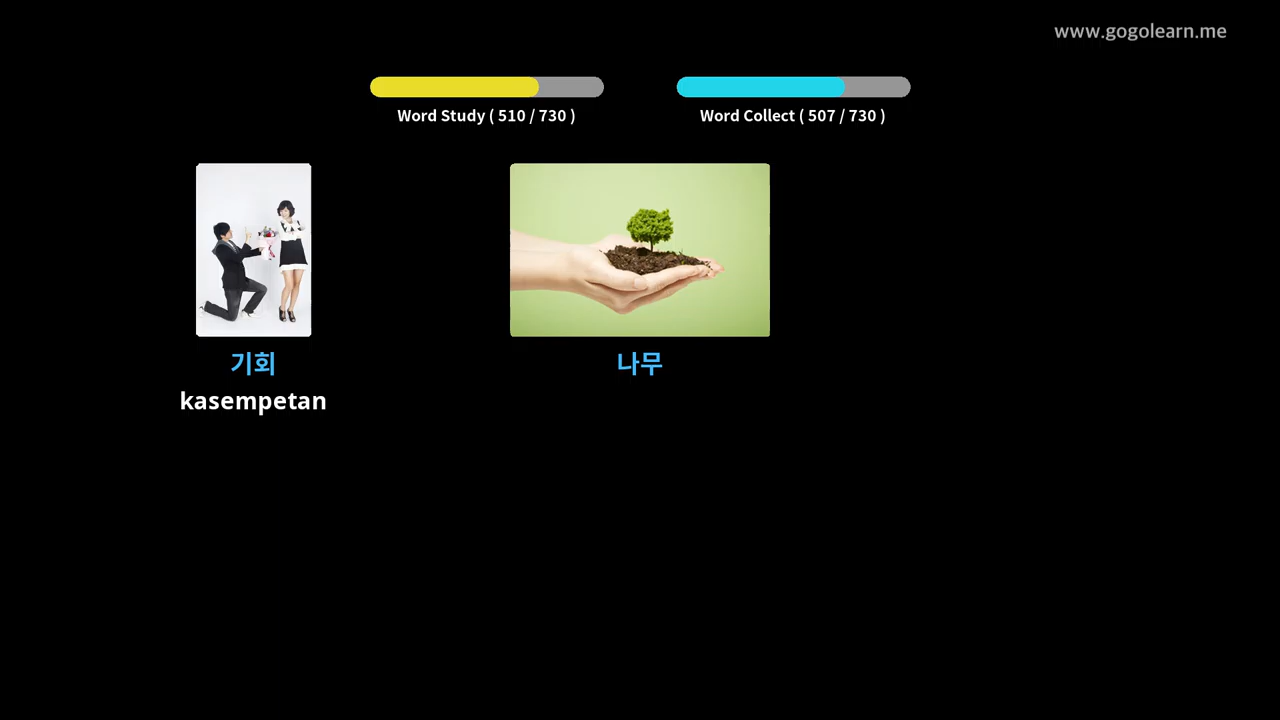 www.gogolearn.me
Word Study ( 510 / 730 )
Word Collect ( 507 / 730 )
기회
나무
kasempetan